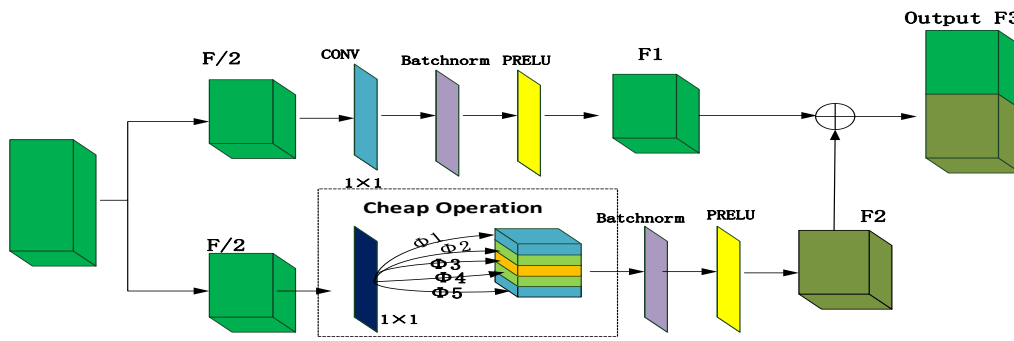 Output F3
F/2
CONV
Batchnorm
PRELU
F1
1×1
Cheap Operation
F/2
Φ1
Φ2
Φ3
Φ4
Φ5
1×1
Batchnorm
PRELU
F2